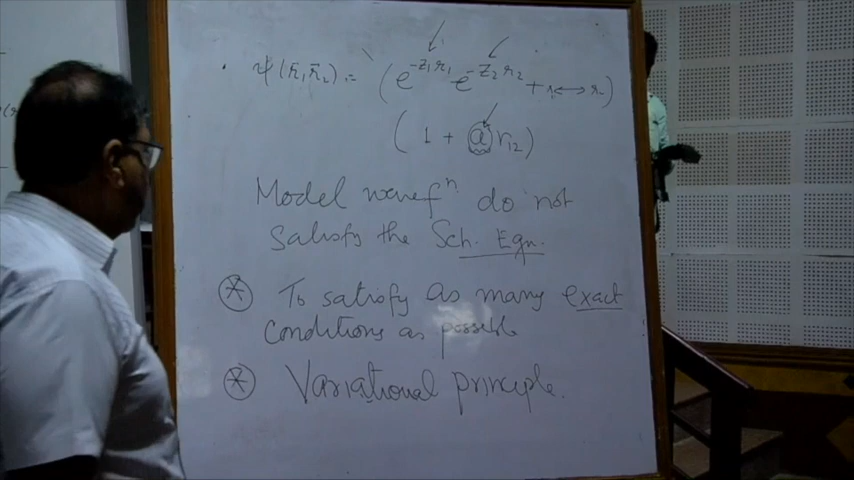 • ψ(r̄₁r̄₂) = (e^{-Z₁r₁} e^{-Z₂r₂} + 1↔2)
(1 + a r₁₂)
Model wavefⁿ do not
satisfy the Sch. Eqn.
* To satisfy as many exact
conditions as possible
* Variational principle.